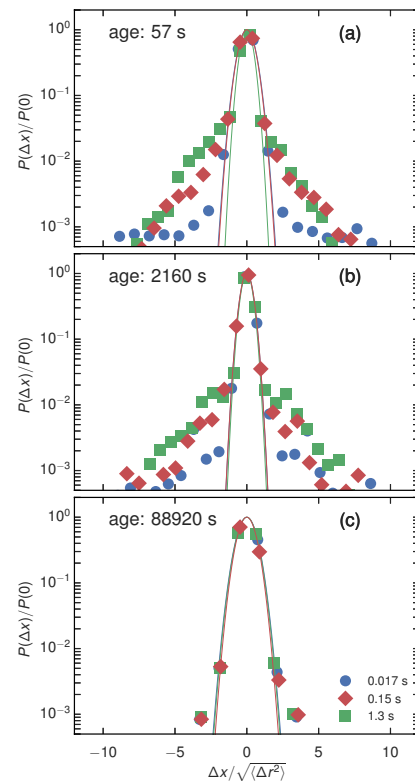 age: 57 s (a)
10⁰
10⁻¹
10⁻²
10⁻³
P(Δx)/P(0)
age: 2160 s (b)
10⁰
10⁻¹
10⁻²
10⁻³
P(Δx)/P(0)
age: 88920 s (c)
10⁰
10⁻¹
10⁻²
10⁻³
P(Δx)/P(0)
0.017 s
0.15 s
1.3 s
−10 −5 0 5 10
Δx/√⟨Δr²⟩